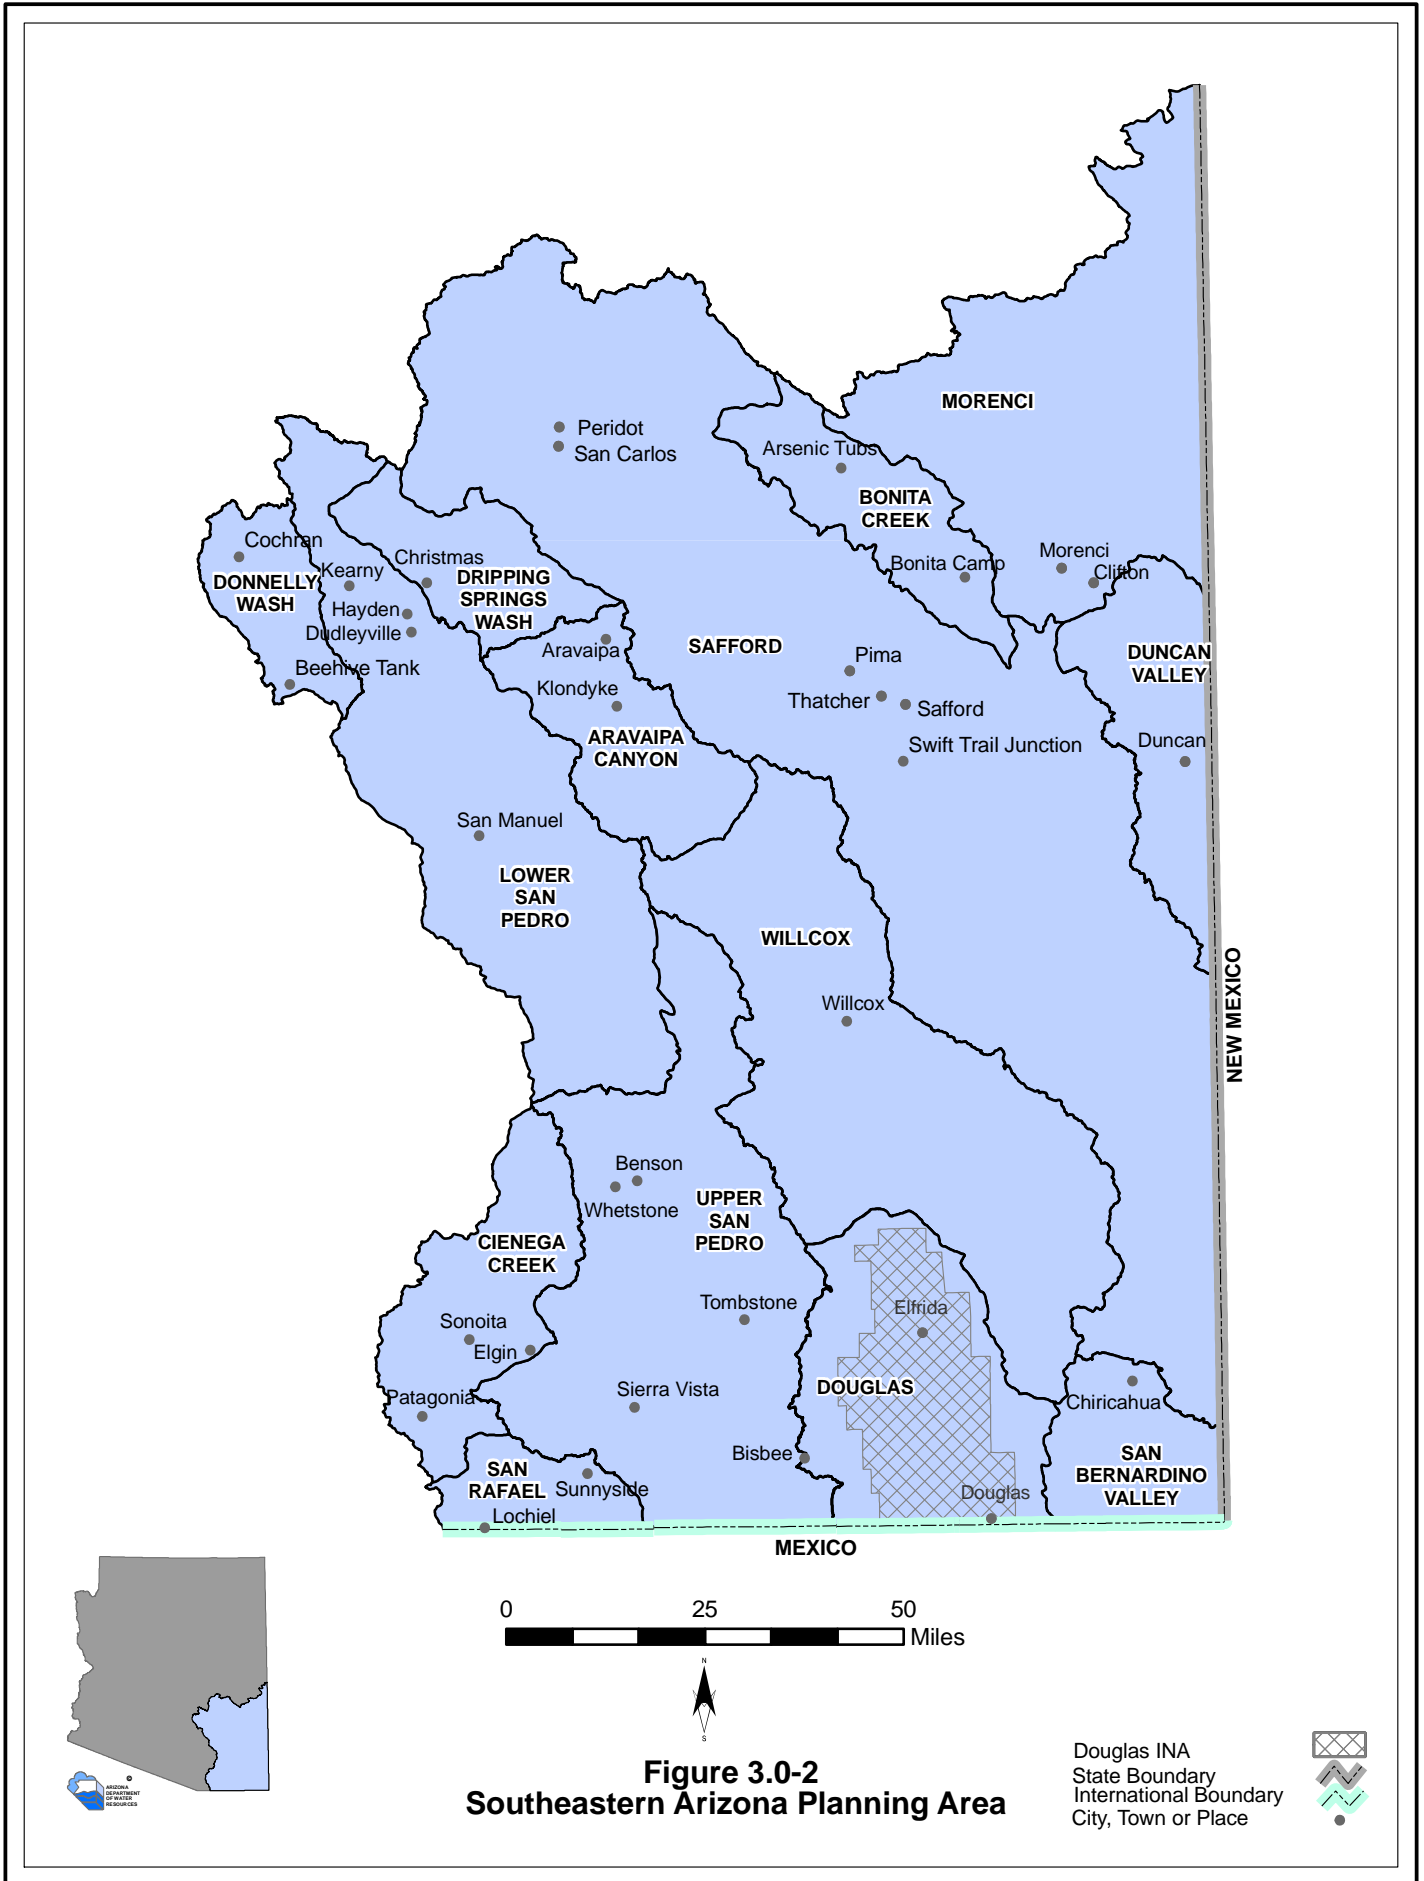 MORENCI
Peridot
San Carlos
Arsenic Tubs
BONITA
CREEK
Cochran
DONNELLY
WASH
Kearny
Christmas
DRIPPING
SPRINGS
WASH
Hayden
Dudleyville
Bonita Camp
Morenci
Clifton
Beehive Tank
Aravaipa
Klondyke
ARAVAIPA
CANYON
SAFFORD
Pima
Thatcher
Safford
Swift Trail Junction
DUNCAN
VALLEY
Duncan
San Manuel
LOWER
SAN
PEDRO
WILLCOX
Willcox
NEW MEXICO
Benson
Whetstone
UPPER
SAN
PEDRO
CIENEGA
CREEK
Sonoita
Elgin
Tombstone
Elfrida
Patagonia
Sierra Vista
DOUGLAS
Chiricahua
Bisbee
SAN
RAFAEL
Sunnyside
Lochiel
Douglas
SAN
BERNARDINO
VALLEY
MEXICO
0 25 50
Miles
N
S
ARIZONA
DEPARTMENT
OF WATER
RESOURCES
©
Figure 3.0-2
Southeastern Arizona Planning Area
Douglas INA
State Boundary
International Boundary
City, Town or Place